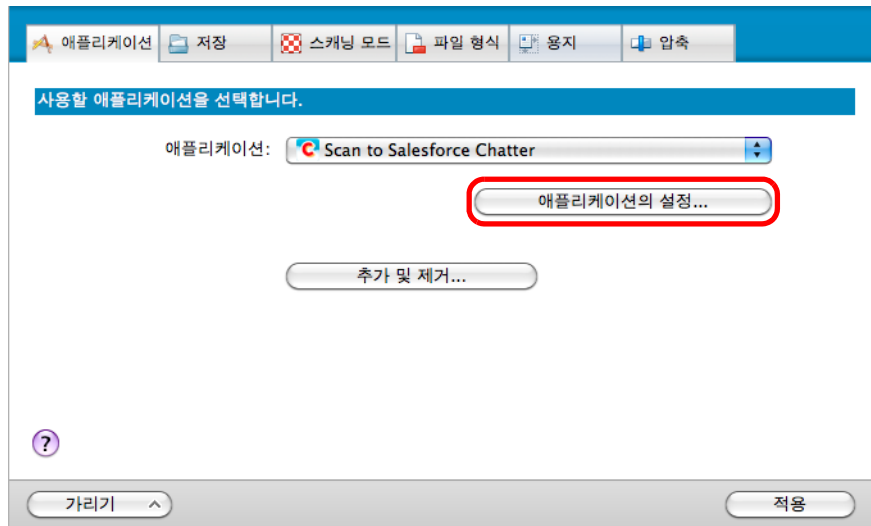 애플리케이션 저장 스캐닝 모드 파일 형식 용지 압축
사용할 애플리케이션을 선택합니다.
애플리케이션: Scan to Salesforce Chatter
애플리케이션의 설정...
추가 및 제거...
?
가리기 적용